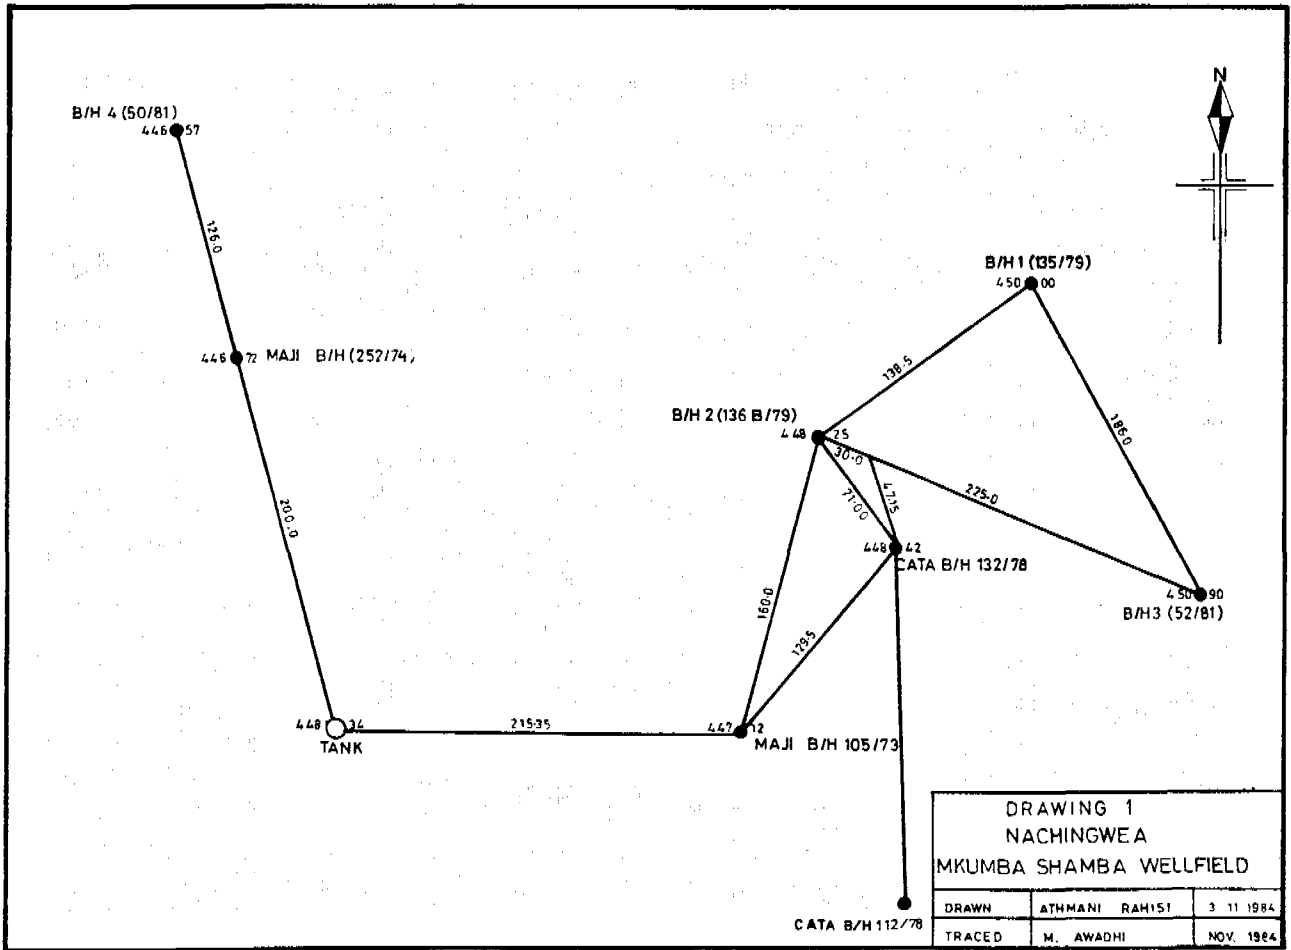 N
B/H 4 (50/81)
446 57
126.0
B/H 1 (135/79)
450 00
446 72 MAJI B/H (252/74)
138.5
B/H 2 (136 B/79)
448 25
30.0
186.0
200.0
71.00
47.15
225.0
448 42
CATA B/H 132/78
450 90
B/H3 (52/81)
160.0
129.5
448 34
TANK
215.35
447 12
MAJI B/H 105/73
CATA B/H 112/78
DRAWING 1
NACHINGWEA
MKUMBA SHAMBA WELLFIELD
DRAWN ATHMANI RAHISI 3 11 1984
TRACED M. AWADHI NOV. 1984